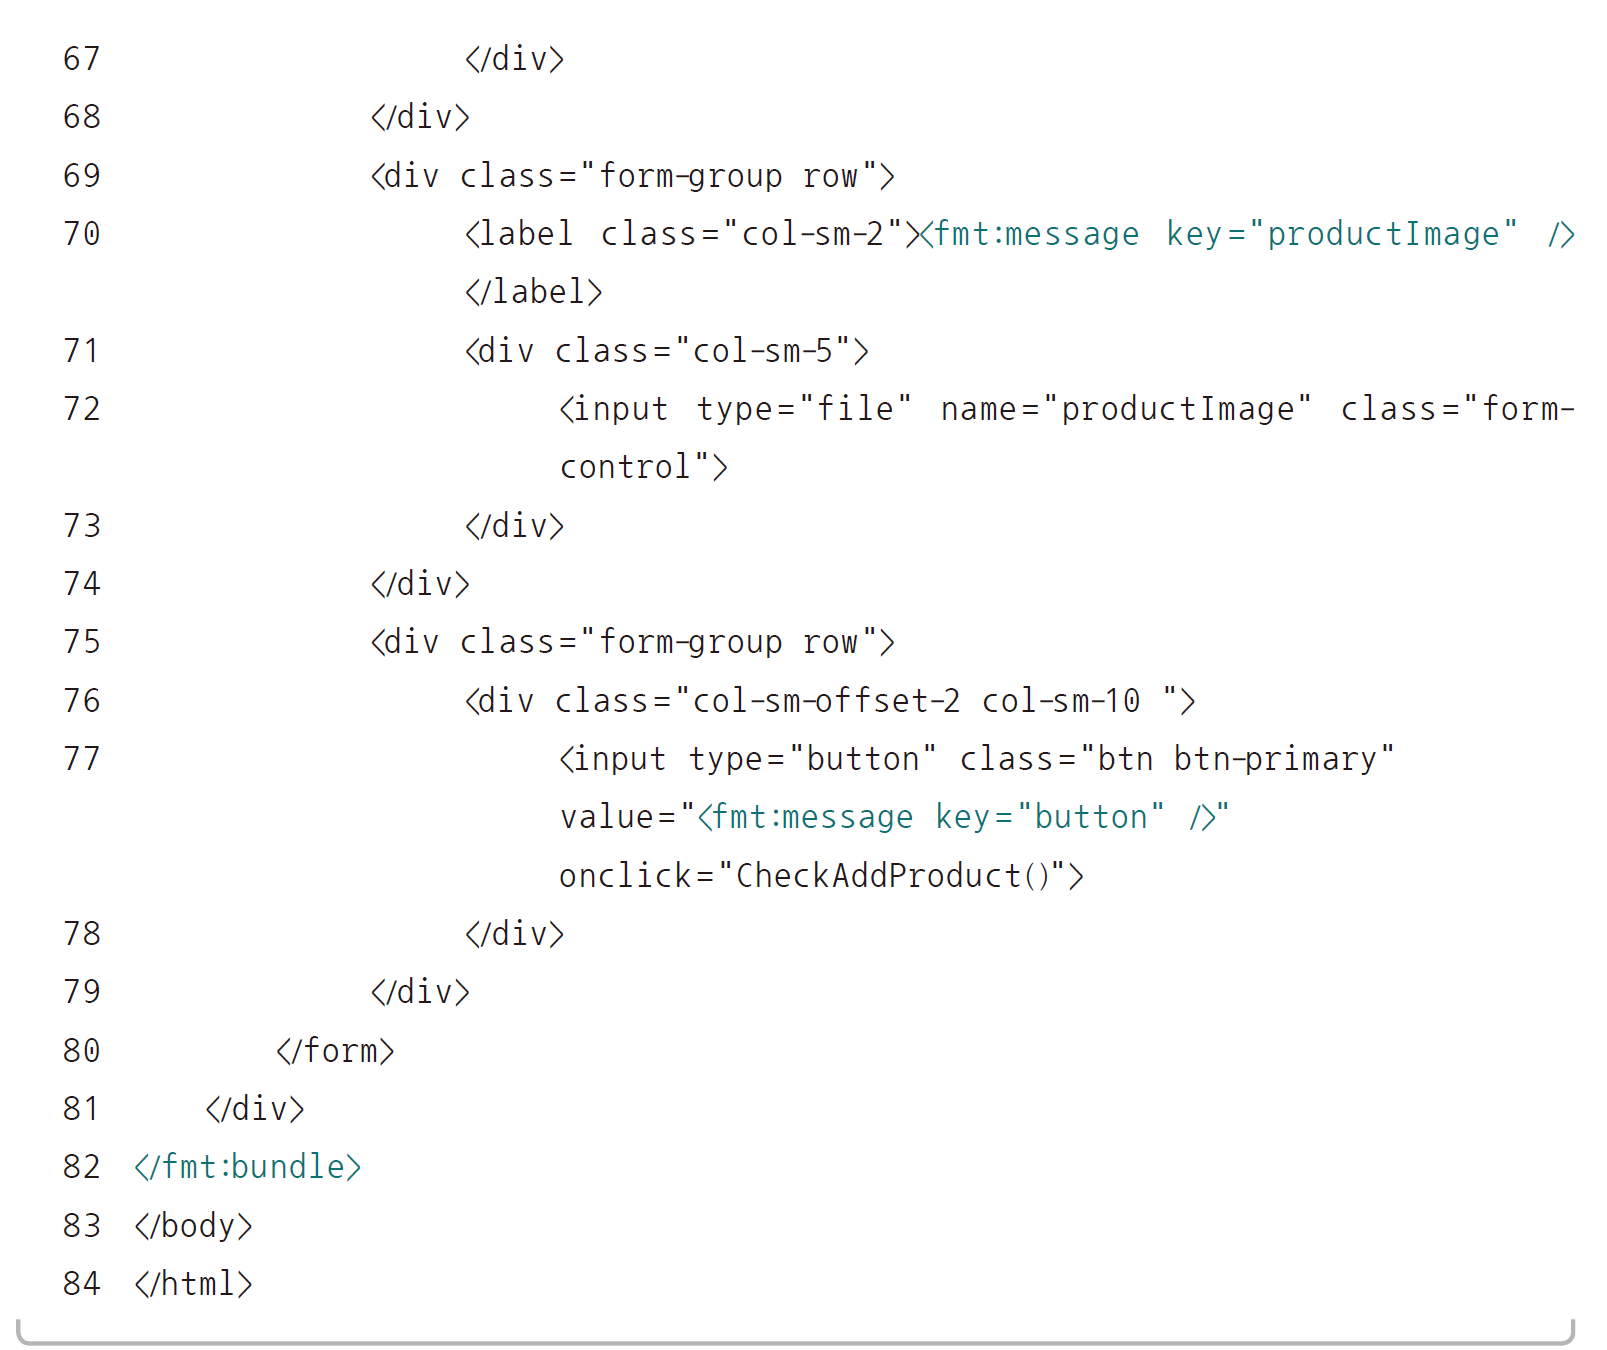 67 </div>
68 </div>
69 <div class="form-group row">
70 <label class="col-sm-2"><fmt:message key="productImage" />
</label>
71 <div class="col-sm-5">
72 <input type="file" name="productImage" class="form-
control">
73 </div>
74 </div>
75 <div class="form-group row">
76 <div class="col-sm-offset-2 col-sm-10 ">
77 <input type="button" class="btn btn-primary"
value="<fmt:message key="button" />"
onclick="CheckAddProduct()">
78 </div>
79 </div>
80 </form>
81 </div>
82 </fmt:bundle>
83 </body>
84 </html>